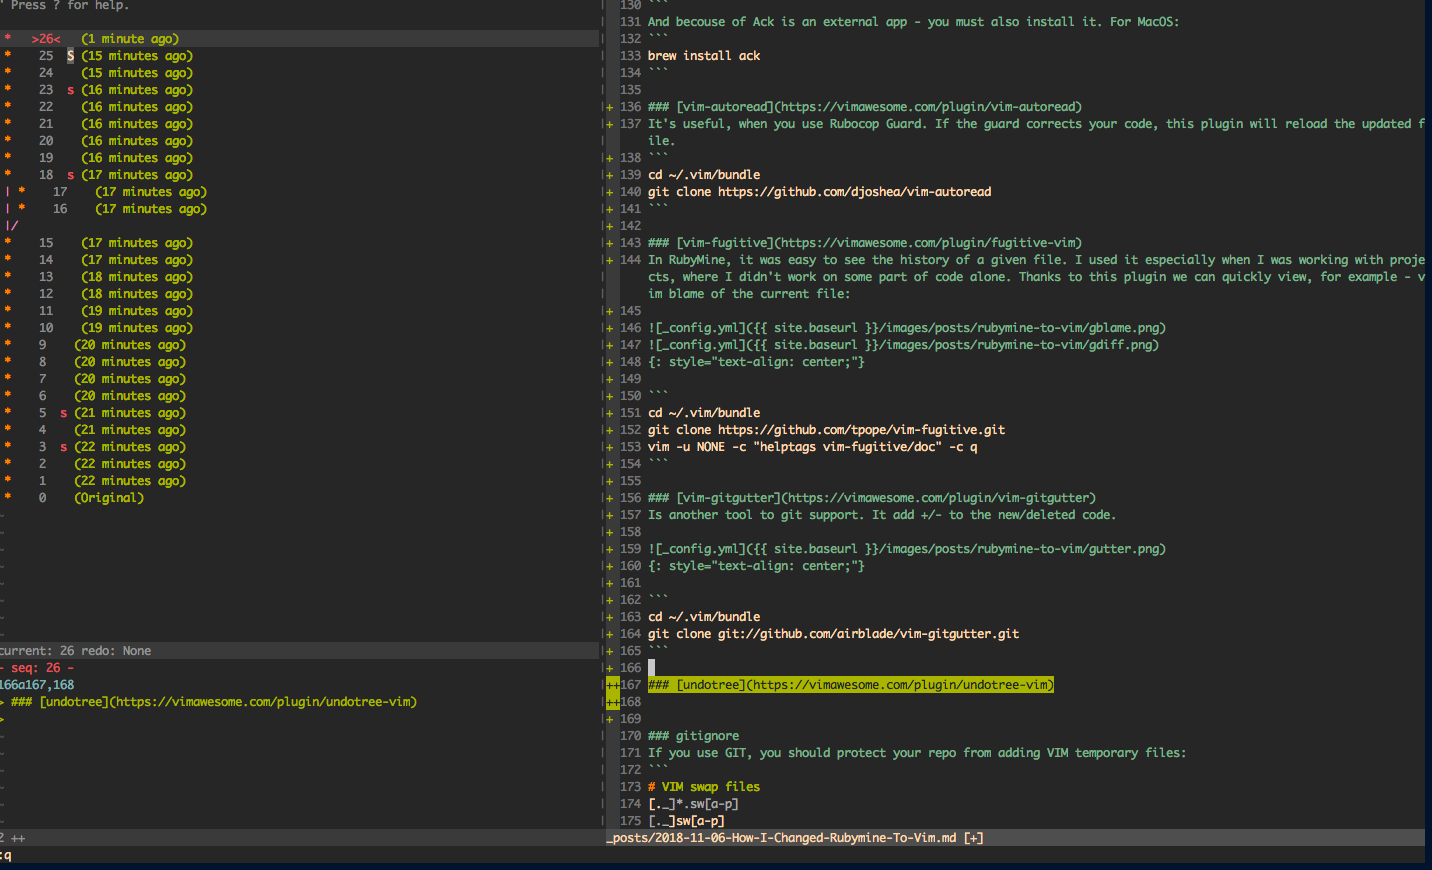 " Press ? for help.
* >26< (1 minute ago)
* 25 S (15 minutes ago)
* 24 (15 minutes ago)
* 23 s (16 minutes ago)
* 22 (16 minutes ago)
* 21 (16 minutes ago)
* 20 (16 minutes ago)
* 19 (16 minutes ago)
* 18 s (17 minutes ago)
| * 17 (17 minutes ago)
| * 16 (17 minutes ago)
|/
* 15 (17 minutes ago)
* 14 (17 minutes ago)
* 13 (18 minutes ago)
* 12 (18 minutes ago)
* 11 (19 minutes ago)
* 10 (19 minutes ago)
* 9 (20 minutes ago)
* 8 (20 minutes ago)
* 7 (20 minutes ago)
* 6 (20 minutes ago)
* 5 s (21 minutes ago)
* 4 (21 minutes ago)
* 3 s (22 minutes ago)
* 2 (22 minutes ago)
* 1 (22 minutes ago)
* 0 (Original)
current: 26 redo: None
- seq: 26 -
166a167,168
> ### [undotree](https://vimawesome.com/plugin/undotree-vim)
>
2 ++
:q
130 ```
131 And becouse of Ack is an external app - you must also install it. For MacOS:
132 ```
133 brew install ack
134 ```
135
+ 136 ### [vim-autoread](https://vimawesome.com/plugin/vim-autoread)
+ 137 It's useful, when you use Rubocop Guard. If the guard corrects your code, this plugin will reload the updated f
ile.
+ 138 ```
+ 139 cd ~/.vim/bundle
+ 140 git clone https://github.com/djoshea/vim-autoread
+ 141 ```
+ 142
+ 143 ### [vim-fugitive](https://vimawesome.com/plugin/fugitive-vim)
+ 144 In RubyMine, it was easy to see the history of a given file. I used it especially when I was working with proje
cts, where I didn't work on some part of code alone. Thanks to this plugin we can quickly view, for example - v
im blame of the current file:
+ 145
+ 146 ![_config.yml]({{ site.baseurl }}/images/posts/rubymine-to-vim/gblame.png)
+ 147 ![_config.yml]({{ site.baseurl }}/images/posts/rubymine-to-vim/gdiff.png)
+ 148 {: style="text-align: center;"}
+ 149
+ 150 ```
+ 151 cd ~/.vim/bundle
+ 152 git clone https://github.com/tpope/vim-fugitive.git
+ 153 vim -u NONE -c "helptags vim-fugitive/doc" -c q
+ 154 ```
+ 155
+ 156 ### [vim-gitgutter](https://vimawesome.com/plugin/vim-gitgutter)
+ 157 Is another tool to git support. It add +/- to the new/deleted code.
+ 158
+ 159 ![_config.yml]({{ site.baseurl }}/images/posts/rubymine-to-vim/gutter.png)
+ 160 {: style="text-align: center;"}
+ 161
+ 162 ```
+ 163 cd ~/.vim/bundle
+ 164 git clone git://github.com/airblade/vim-gitgutter.git
+ 165 ```
+ 166
++167 ### [undotree](https://vimawesome.com/plugin/undotree-vim)
++168
+ 169
170 ### gitignore
171 If you use GIT, you should protect your repo from adding VIM temporary files:
172 ```
173 # VIM swap files
174 [._]*.sw[a-p]
175 [._]sw[a-p]
_posts/2018-11-06-How-I-Changed-Rubymine-To-Vim.md [+]